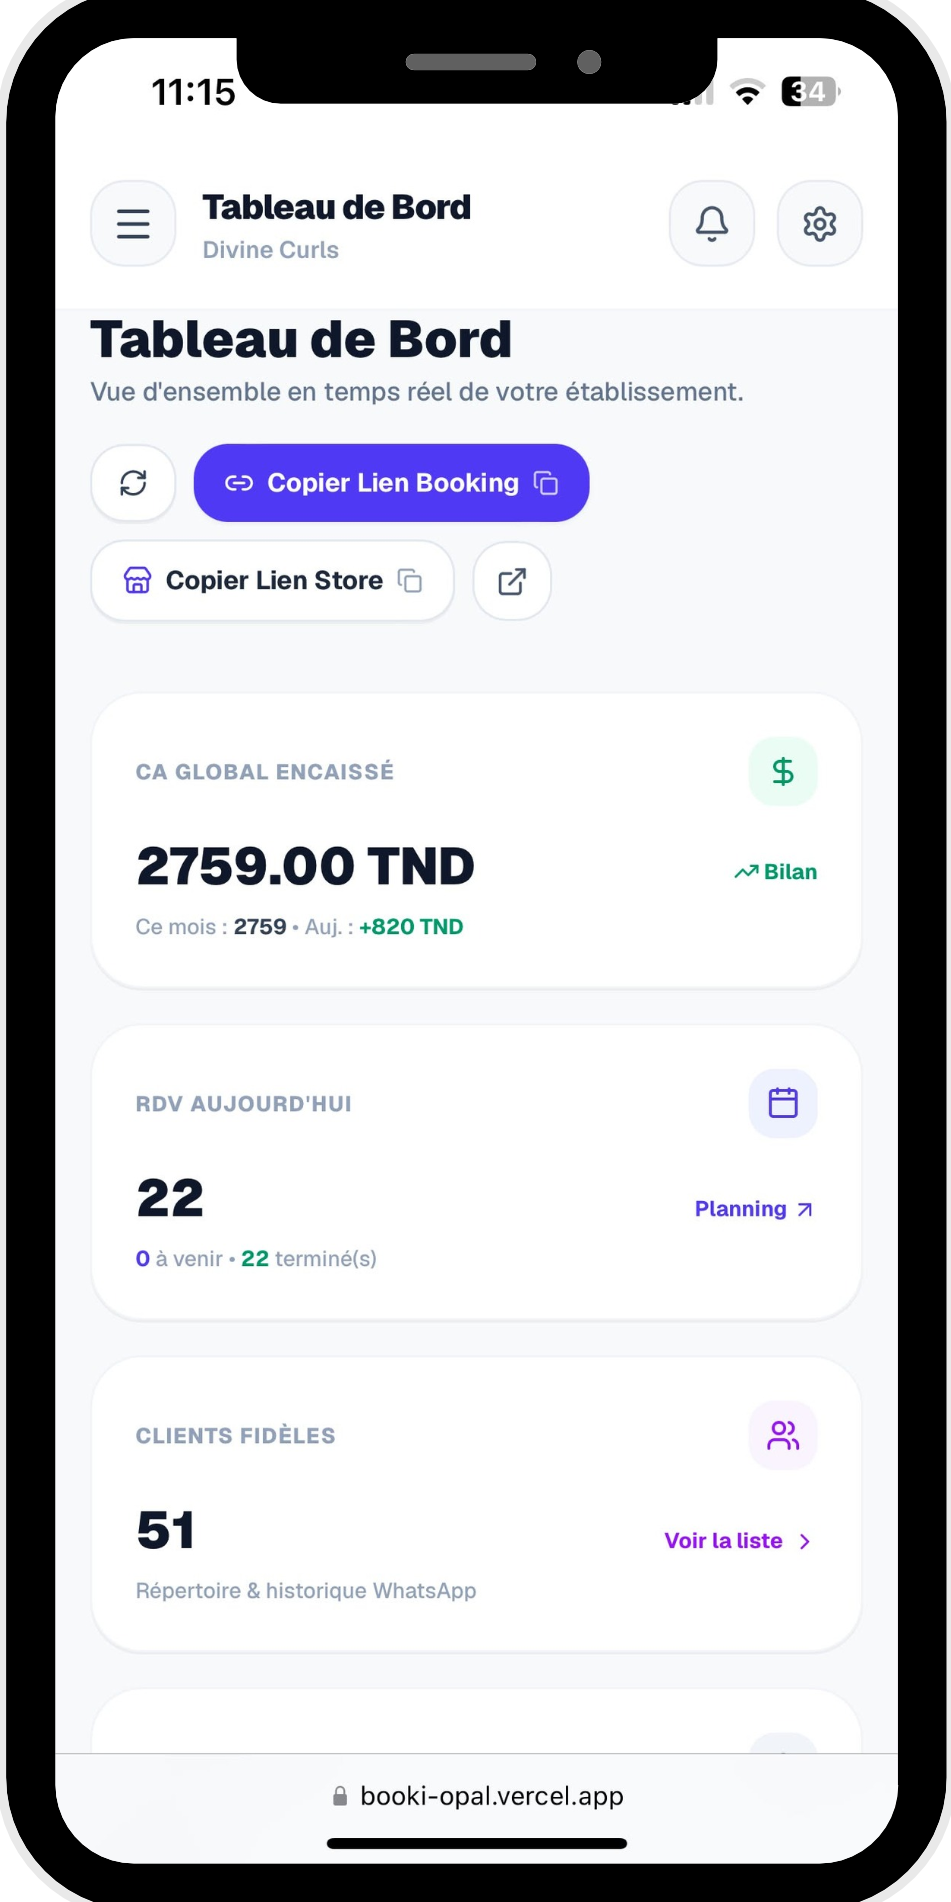 11:15
34
Tableau de Bord
Divine Curls
Tableau de Bord
Vue d'ensemble en temps réel de votre établissement.
Copier Lien Booking
Copier Lien Store
CA GLOBAL ENCAISSÉ
$
2759.00 TND
Bilan
Ce mois : 2759 • Auj. : +820 TND
RDV AUJOURD'HUI
22
Planning
0 à venir • 22 terminé(s)
CLIENTS FIDÈLES
51
Voir la liste
Répertoire & historique WhatsApp
booki-opal.vercel.app